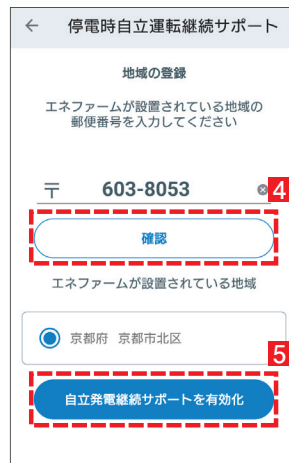 ← 停電時自立運転継続サポート
地域の登録
エネファームが設置されている地域の
郵便番号を入力してください
〒 603-8053 4
確認
エネファームが設置されている地域
京都府 京都市北区
5
自立発電継続サポートを有効化